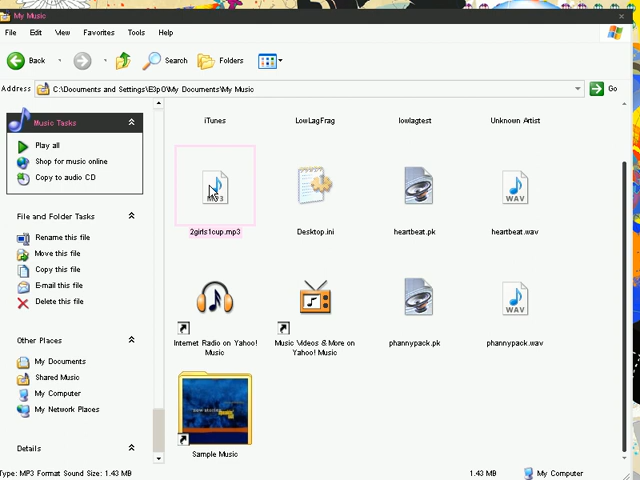 My Music
File Edit View Favorites Tools Help
Back Search Folders
Address C:\Documents and Settings\E3p0\My Documents\My Music Go
Music Tasks
Play all
Shop for music online
Copy to audio CD
File and Folder Tasks
Rename this file
Move this file
Copy this file
E-mail this file
Delete this file
Other Places
My Documents
Shared Music
My Computer
My Network Places
Details
iTunes LowLagFrag lowlagtest Unknown Artist
MP3 WAV
2girls1cup.mp3 Desktop.ini heartbeat.pk heartbeat.wav
WAV
Internet Radio on Yahoo! Music Videos & More on phannypack.pk phannypack.wav
Music Yahoo! Music
Sample Music
Type: MP3 Format Sound Size: 1.43 MB 1.43 MB My Computer